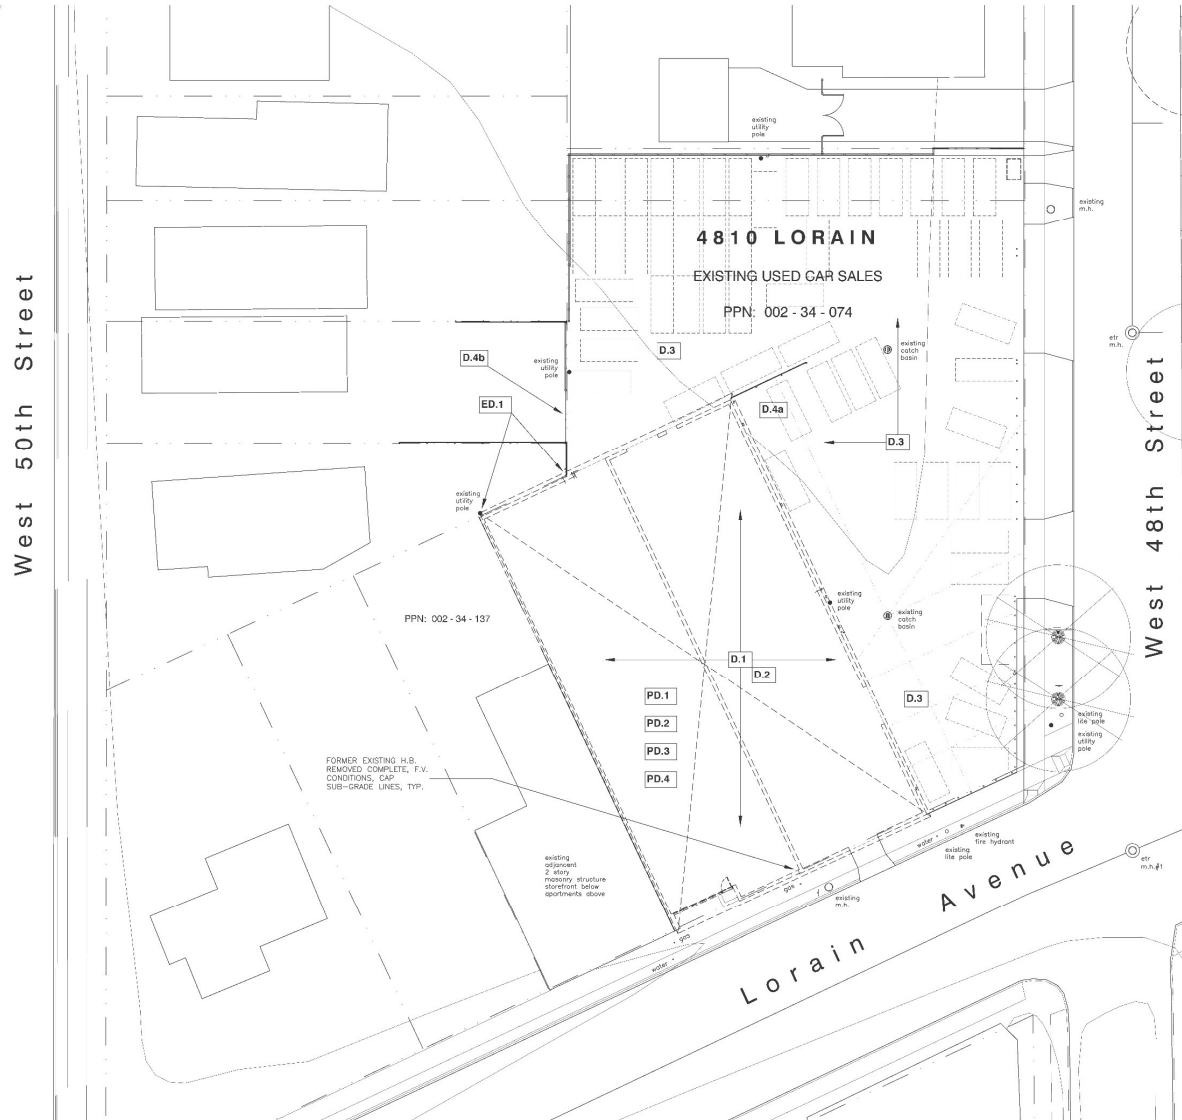 existing
utility
pole
existing
m.h.
4810 LORAIN
EXISTING USED CAR SALES
PPN: 002 - 34 - 074
West 50th Street
etr
m.h.
D.3
existing
catch
basin
D.4b
existing
utility
pole
ED.1
D.4a
D.3
West 48th Street
existing
utility
pole
existing
utility
pole
existing
catch
basin
PPN: 002 - 34 - 137
D.1
D.2
PD.1
PD.2
PD.3
PD.4
D.3
existing
lite pole
existing
utility
pole
FORMER EXISTING H.B.
REMOVED COMPLETE, F.V.
CONDITIONS, CAP
SUB-GRADE LINES, TYP.
existing
adjancent
2 story
masonry structure
storefront below
apartments above
water
existing
fire hydrant
existing
lite pole
etr
m.h.#1
gas
existing
m.h.
gas
water
Lorain Avenue